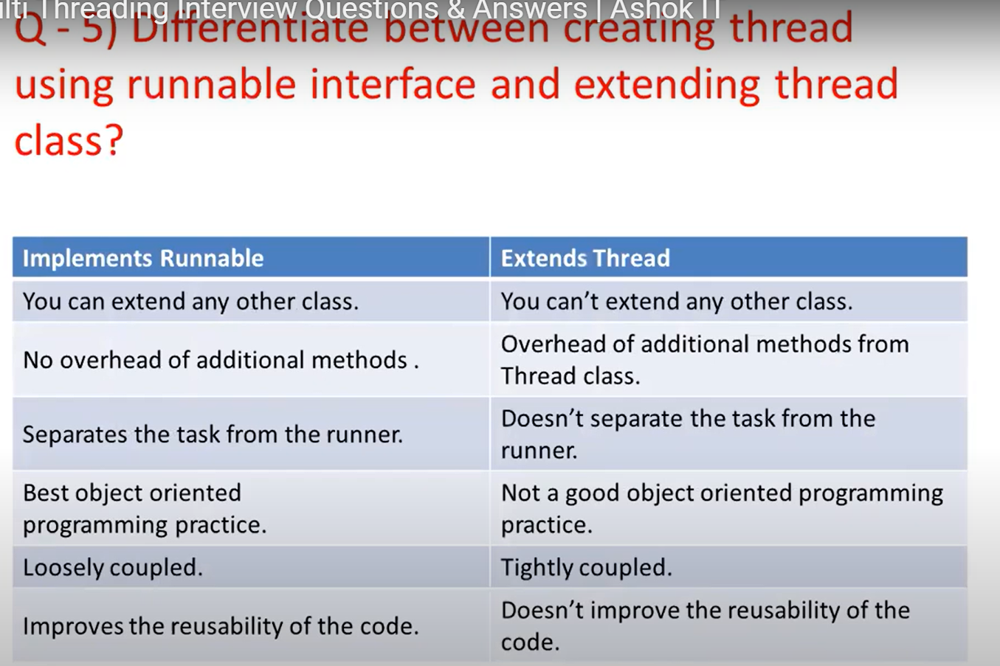 lti Threading Interview Questions & Answers | Ashok IT
Q - 5) Differentiate between creating thread
using runnable interface and extending thread
class?
Implements Runnable
Extends Thread
You can extend any other class.
You can’t extend any other class.
No overhead of additional methods .
Overhead of additional methods from
Thread class.
Separates the task from the runner.
Doesn’t separate the task from the
runner.
Best object oriented
programming practice.
Not a good object oriented programming
practice.
Loosely coupled.
Tightly coupled.
Improves the reusability of the code.
Doesn’t improve the reusability of the
code.